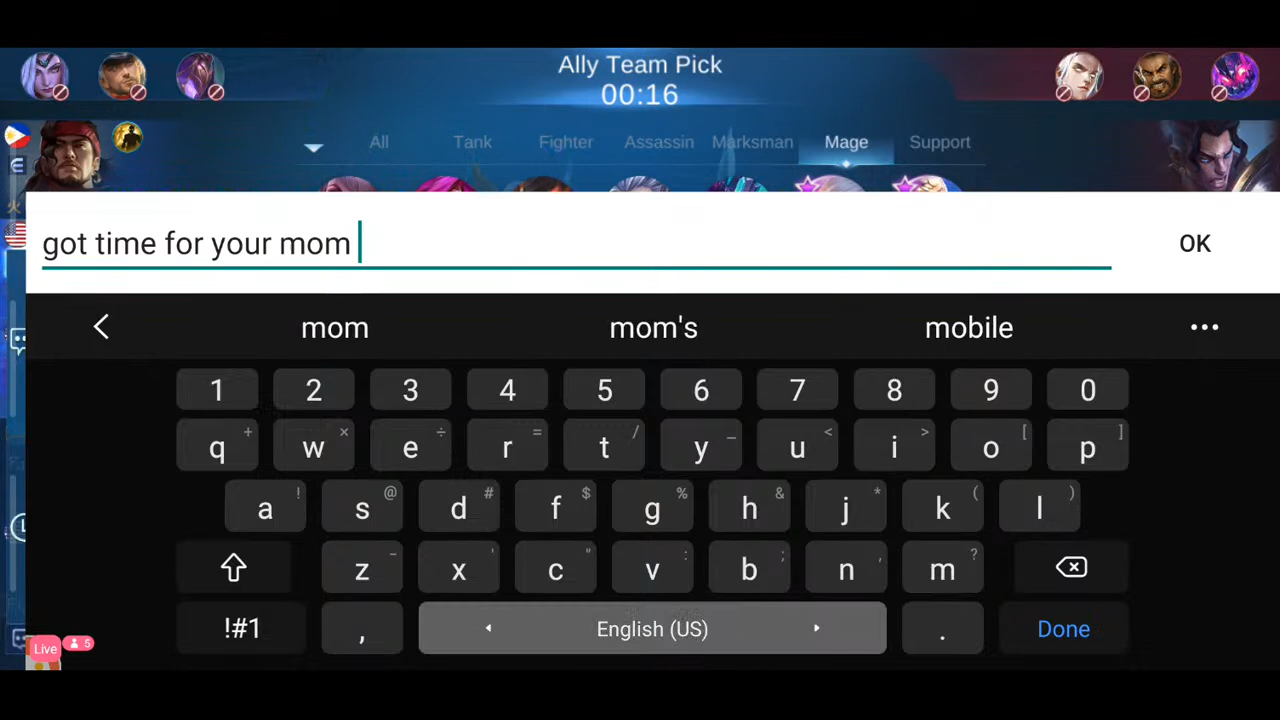 Ally Team Pick
00:16
All Tank Fighter Assassin Marksman Mage Support
got time for your mom
OK
mom mom's mobile ...
1 2 3 4 5 6 7 8 9 0
q + w × e ÷ r = t / y _ u < i > o [ p ]
a ! s @ d # f $ g % h & j * k ( l )
z - x ' c " v : b ; n , m ?
!#1 , English (US) . Done
Live 5